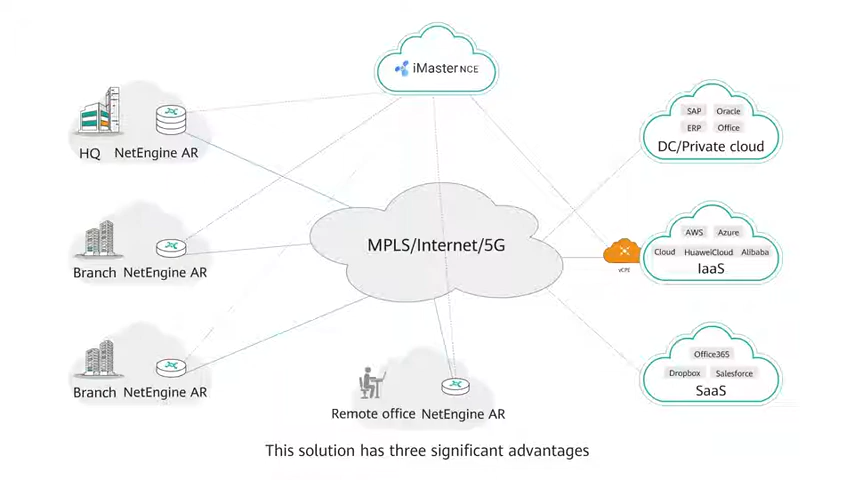 iMaster NCE
HQ NetEngine AR
SAP Oracle
ERP Office
DC/Private cloud
MPLS/Internet/5G
Branch NetEngine AR
vCPE
AWS Azure
Cloud HuaweiCloud Alibaba
IaaS
Branch NetEngine AR
Office365
Dropbox Salesforce
SaaS
Remote office NetEngine AR
This solution has three significant advantages